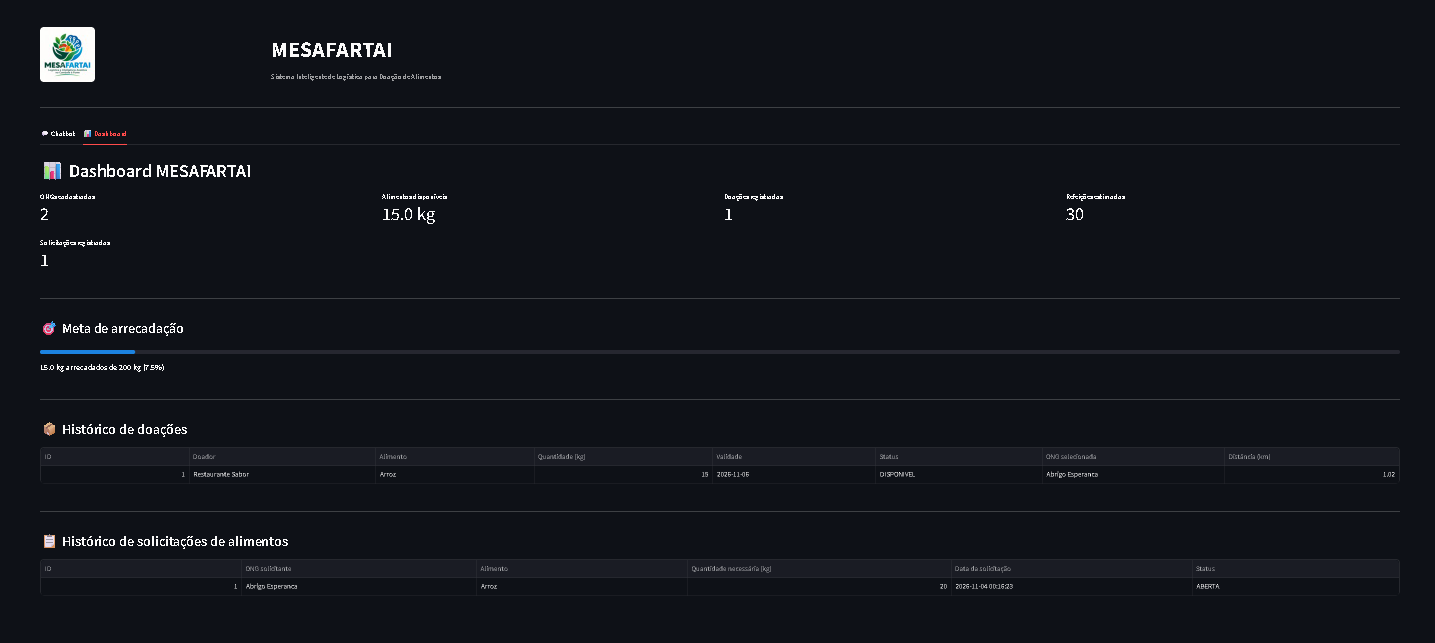 MESAFARTAI
MESAFARTAI
Sistema Inteligente de Logística para Doação de Alimentos
Chatbot
Dashboard
Dashboard MESAFARTAI
ONGs cadastradas
2
Alimentos disponíveis
15.0 kg
Doações registradas
1
Refeições estimadas
30
Solicitações registradas
1
Meta de arrecadação
15.0 kg arrecadados de 200 kg (7.5%)
Histórico de doações
ID Doador Alimento Quantidade (kg) Validade Status ONG selecionada Distância (km)
1 Restaurante Sabor Arroz 15 2026-11-06 DISPONIVEL Abrigo Esperanca 1.02
Histórico de solicitações de alimentos
ID ONG solicitante Alimento Quantidade necessária (kg) Data da solicitação Status
1 Abrigo Esperanca Arroz 20 2026-11-04 00:16:23 ABERTA